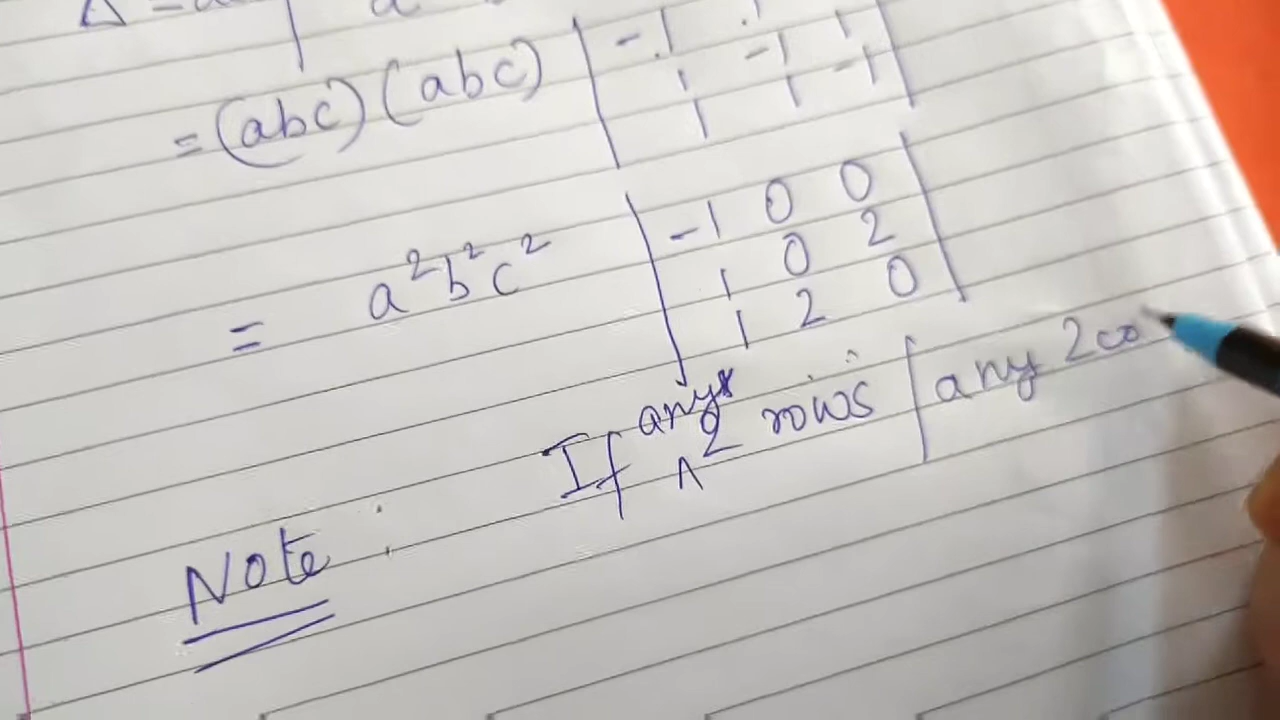 = (abc) (abc) | -1 1 1
1 -1 1
1 1 -1 |
= a²b²c² | -1 0 0
1 0 2
1 2 0 |
If any 2 rows / any 2 co
Note :